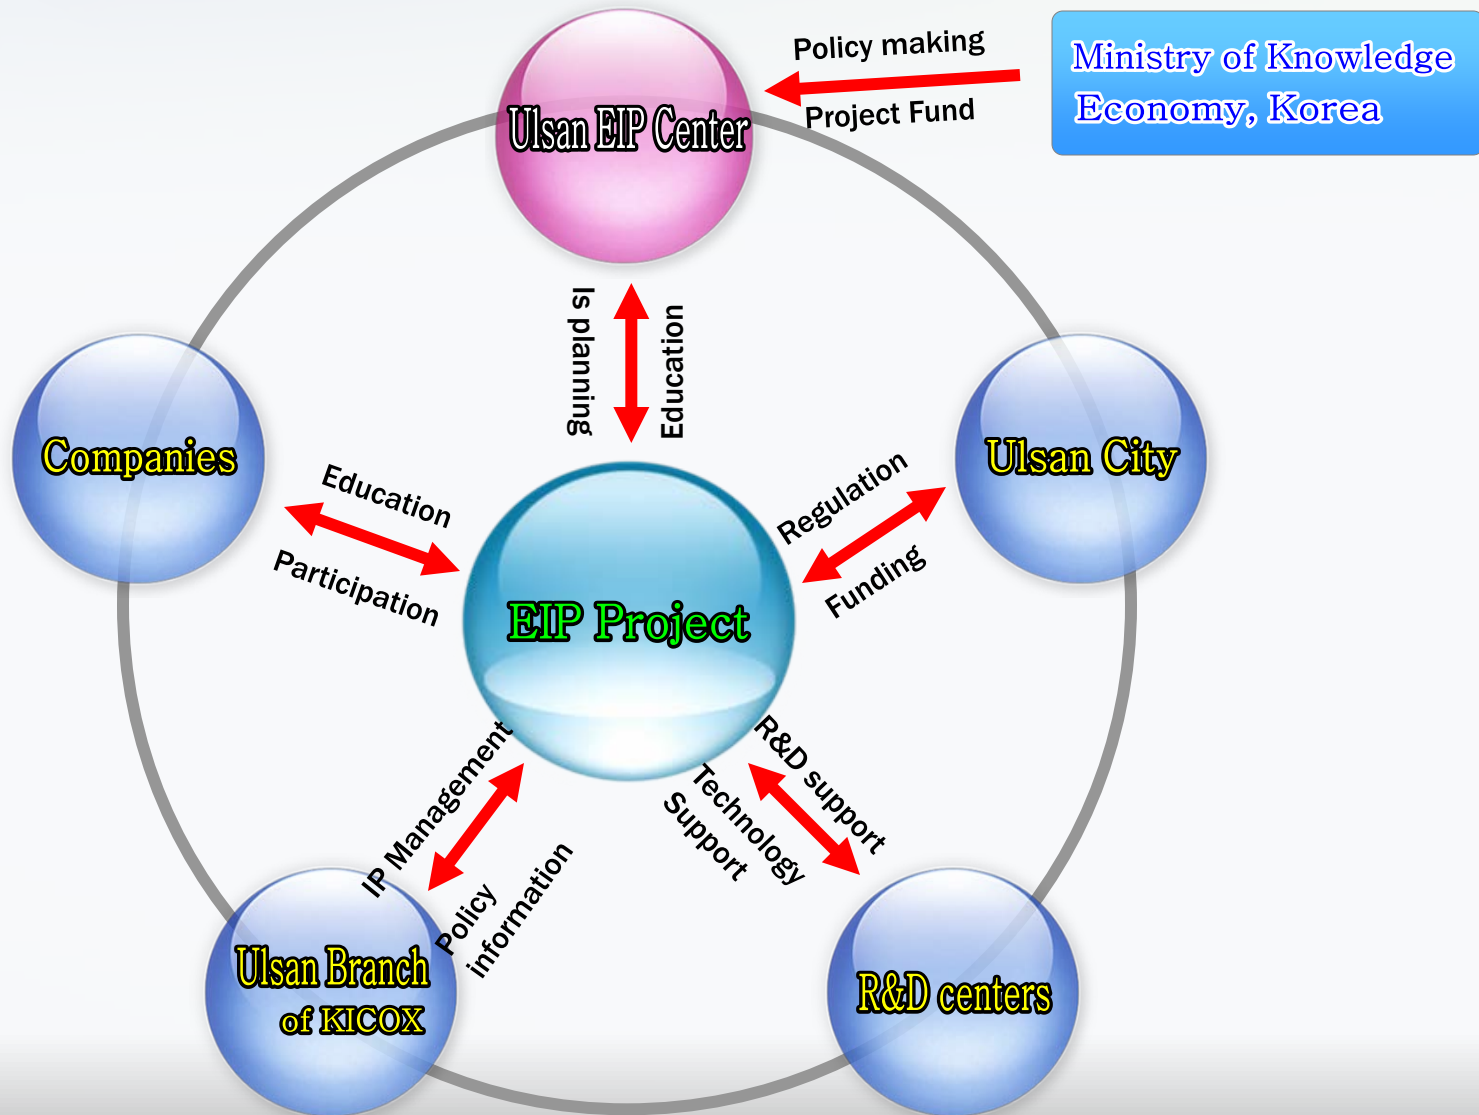 Policy making
Project Fund
Ministry of Knowledge
Economy, Korea
Ulsan EIP Center
Is planning
Education
Companies
Education
Participation
Ulsan City
Regulation
Funding
EIP Project
IP Management
Policy
information
R&D support
Technology
Support
Ulsan Branch
of KICOX
R&D centers